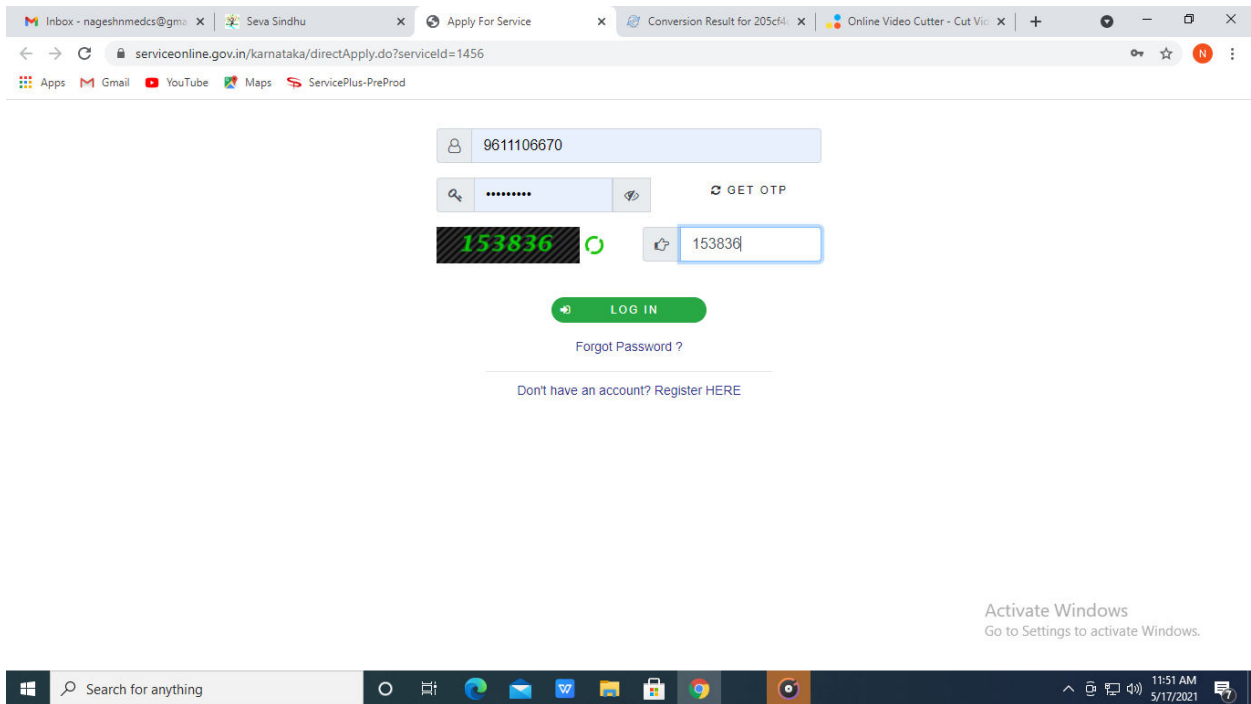 Inbox - nageshnmedcs@gma
Seva Sindhu
Apply For Service
Conversion Result for 205cf4
Online Video Cutter - Cut Vid
serviceonline.gov.in/karnataka/directApply.do?serviceId=1456
N
Apps
Gmail
YouTube
Maps
ServicePlus-PreProd
9611106670
•••••••••
GET OTP
153836
153836
LOG IN
Forgot Password ?
Don't have an account? Register HERE
Activate Windows
Go to Settings to activate Windows.
Search for anything
W
11:51 AM
5/17/2021
7